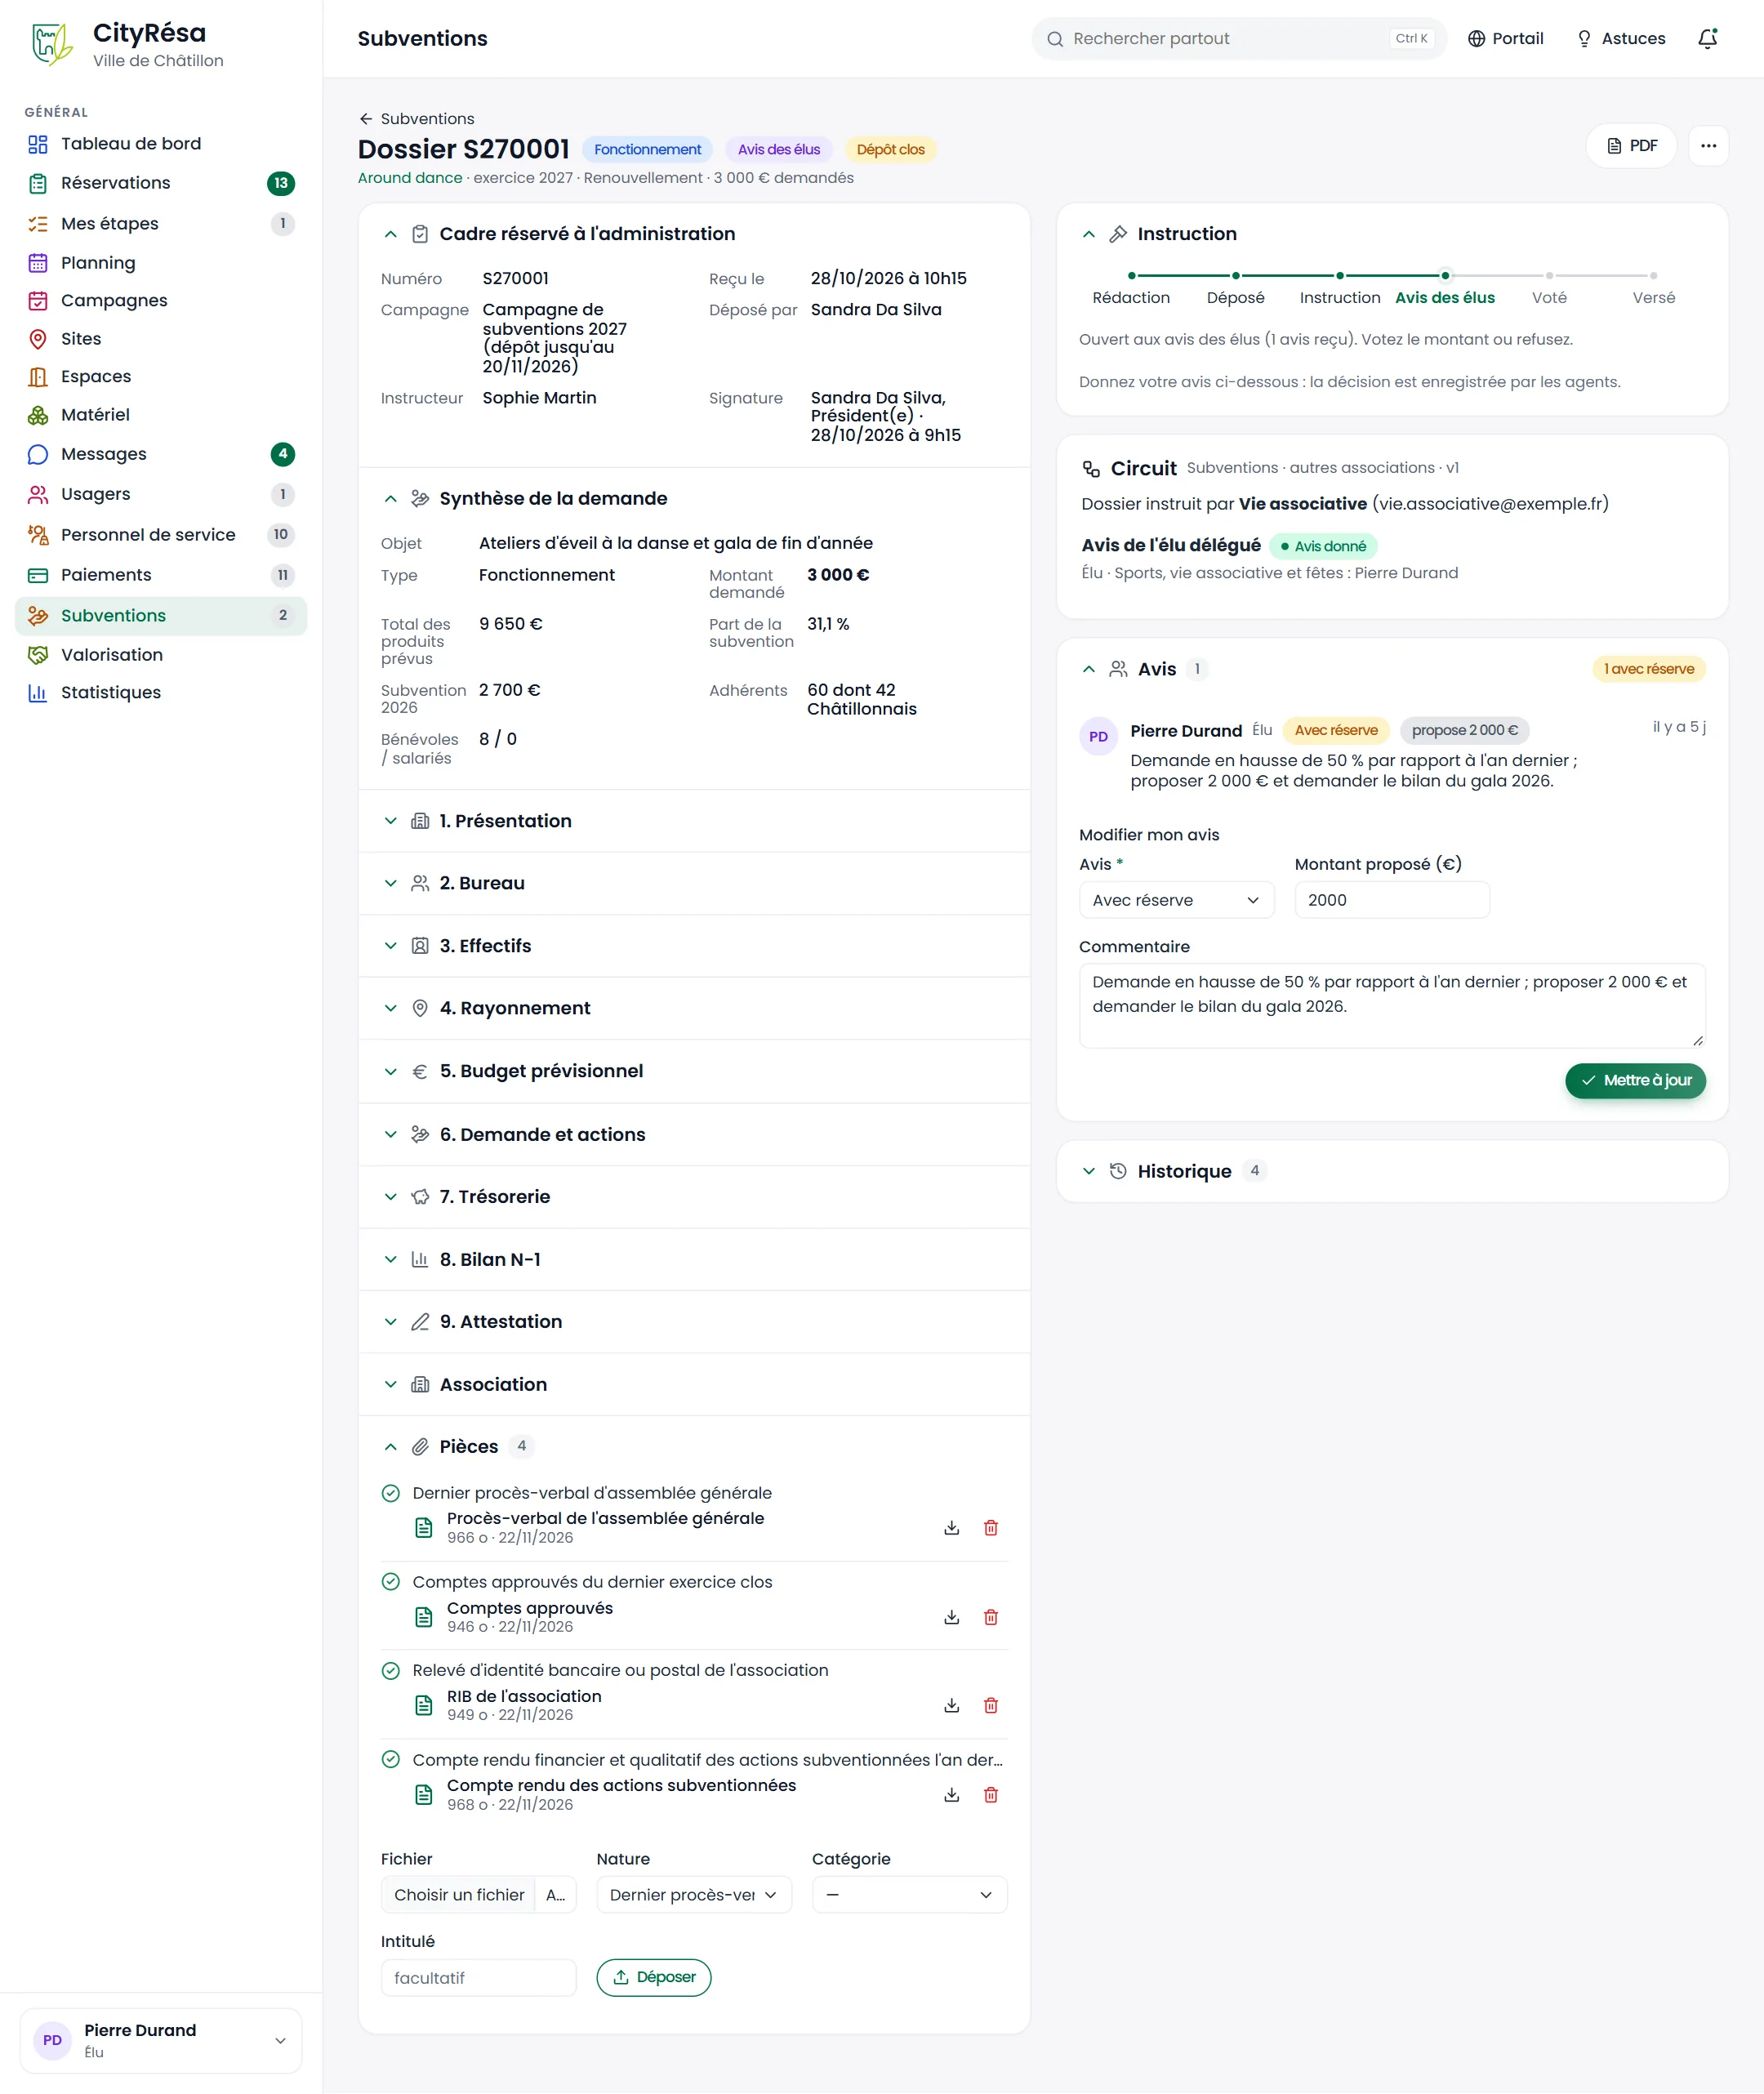 CityRésa
Ville de Châtillon
GÉNÉRAL
Tableau de bord
Réservations 13
Mes étapes 1
Planning
Campagnes
Sites
Espaces
Matériel
Messages 4
Usagers 1
Personnel de service 10
Paiements 11
Subventions 2
Valorisation
Statistiques
Pierre Durand
PD
Élu
Subventions
Rechercher partout Ctrl K
Portail
Astuces
Subventions
Dossier S270001 Fonctionnement Avis des élus Dépôt clos
Around dance · exercice 2027 · Renouvellement · 3 000 € demandés
PDF
Cadre réservé à l'administration
Numéro S270001
Reçu le 28/10/2026 à 10h15
Campagne Campagne de
subventions 2027
(dépôt jusqu'au
20/11/2026)
Déposé par Sandra Da Silva
Instructeur Sophie Martin
Signature Sandra Da Silva,
Président(e) ·
28/10/2026 à 9h15
Synthèse de la demande
Objet Ateliers d'éveil à la danse et gala de fin d'année
Type Fonctionnement
Montant
demandé
3 000 €
Total des
produits
prévus
9 650 €
Part de la
subvention
31,1 %
Subvention
2026
2 700 €
Adhérents 60 dont 42
Châtillonnais
Bénévoles
/ salariés
8 / 0
1. Présentation
2. Bureau
3. Effectifs
4. Rayonnement
5. Budget prévisionnel
6. Demande et actions
7. Trésorerie
8. Bilan N-1
9. Attestation
Association
Pièces 4
Dernier procès-verbal d'assemblée générale
Procès-verbal de l'assemblée générale
966 o · 22/11/2026
Comptes approuvés du dernier exercice clos
Comptes approuvés
946 o · 22/11/2026
Relevé d'identité bancaire ou postal de l'association
RIB de l'association
949 o · 22/11/2026
Compte rendu financier et qualitatif des actions subventionnées l'an der...
Compte rendu des actions subventionnées
968 o · 22/11/2026
Fichier
Choisir un fichier A...
Nature
Dernier procès-ver
Catégorie
—
Intitulé
facultatif
Déposer
Instruction
Rédaction Déposé Instruction Avis des élus Voté Versé
Ouvert aux avis des élus (1 avis reçu). Votez le montant ou refusez.
Donnez votre avis ci-dessous : la décision est enregistrée par les agents.
Circuit Subventions · autres associations · v1
Dossier instruit par Vie associative (vie.associative@exemple.fr)
Avis de l'élu délégué Avis donné
Élu · Sports, vie associative et fêtes : Pierre Durand
Avis 1 1 avec réserve
PD Pierre Durand Élu Avec réserve propose 2 000 € il y a 5 j
Demande en hausse de 50 % par rapport à l'an dernier ;
proposer 2 000 € et demander le bilan du gala 2026.
Modifier mon avis
Avis *
Avec réserve
Montant proposé (€)
2000
Commentaire
Demande en hausse de 50 % par rapport à l'an dernier ; proposer 2 000 € et
demander le bilan du gala 2026.
Mettre à jour
Historique 4